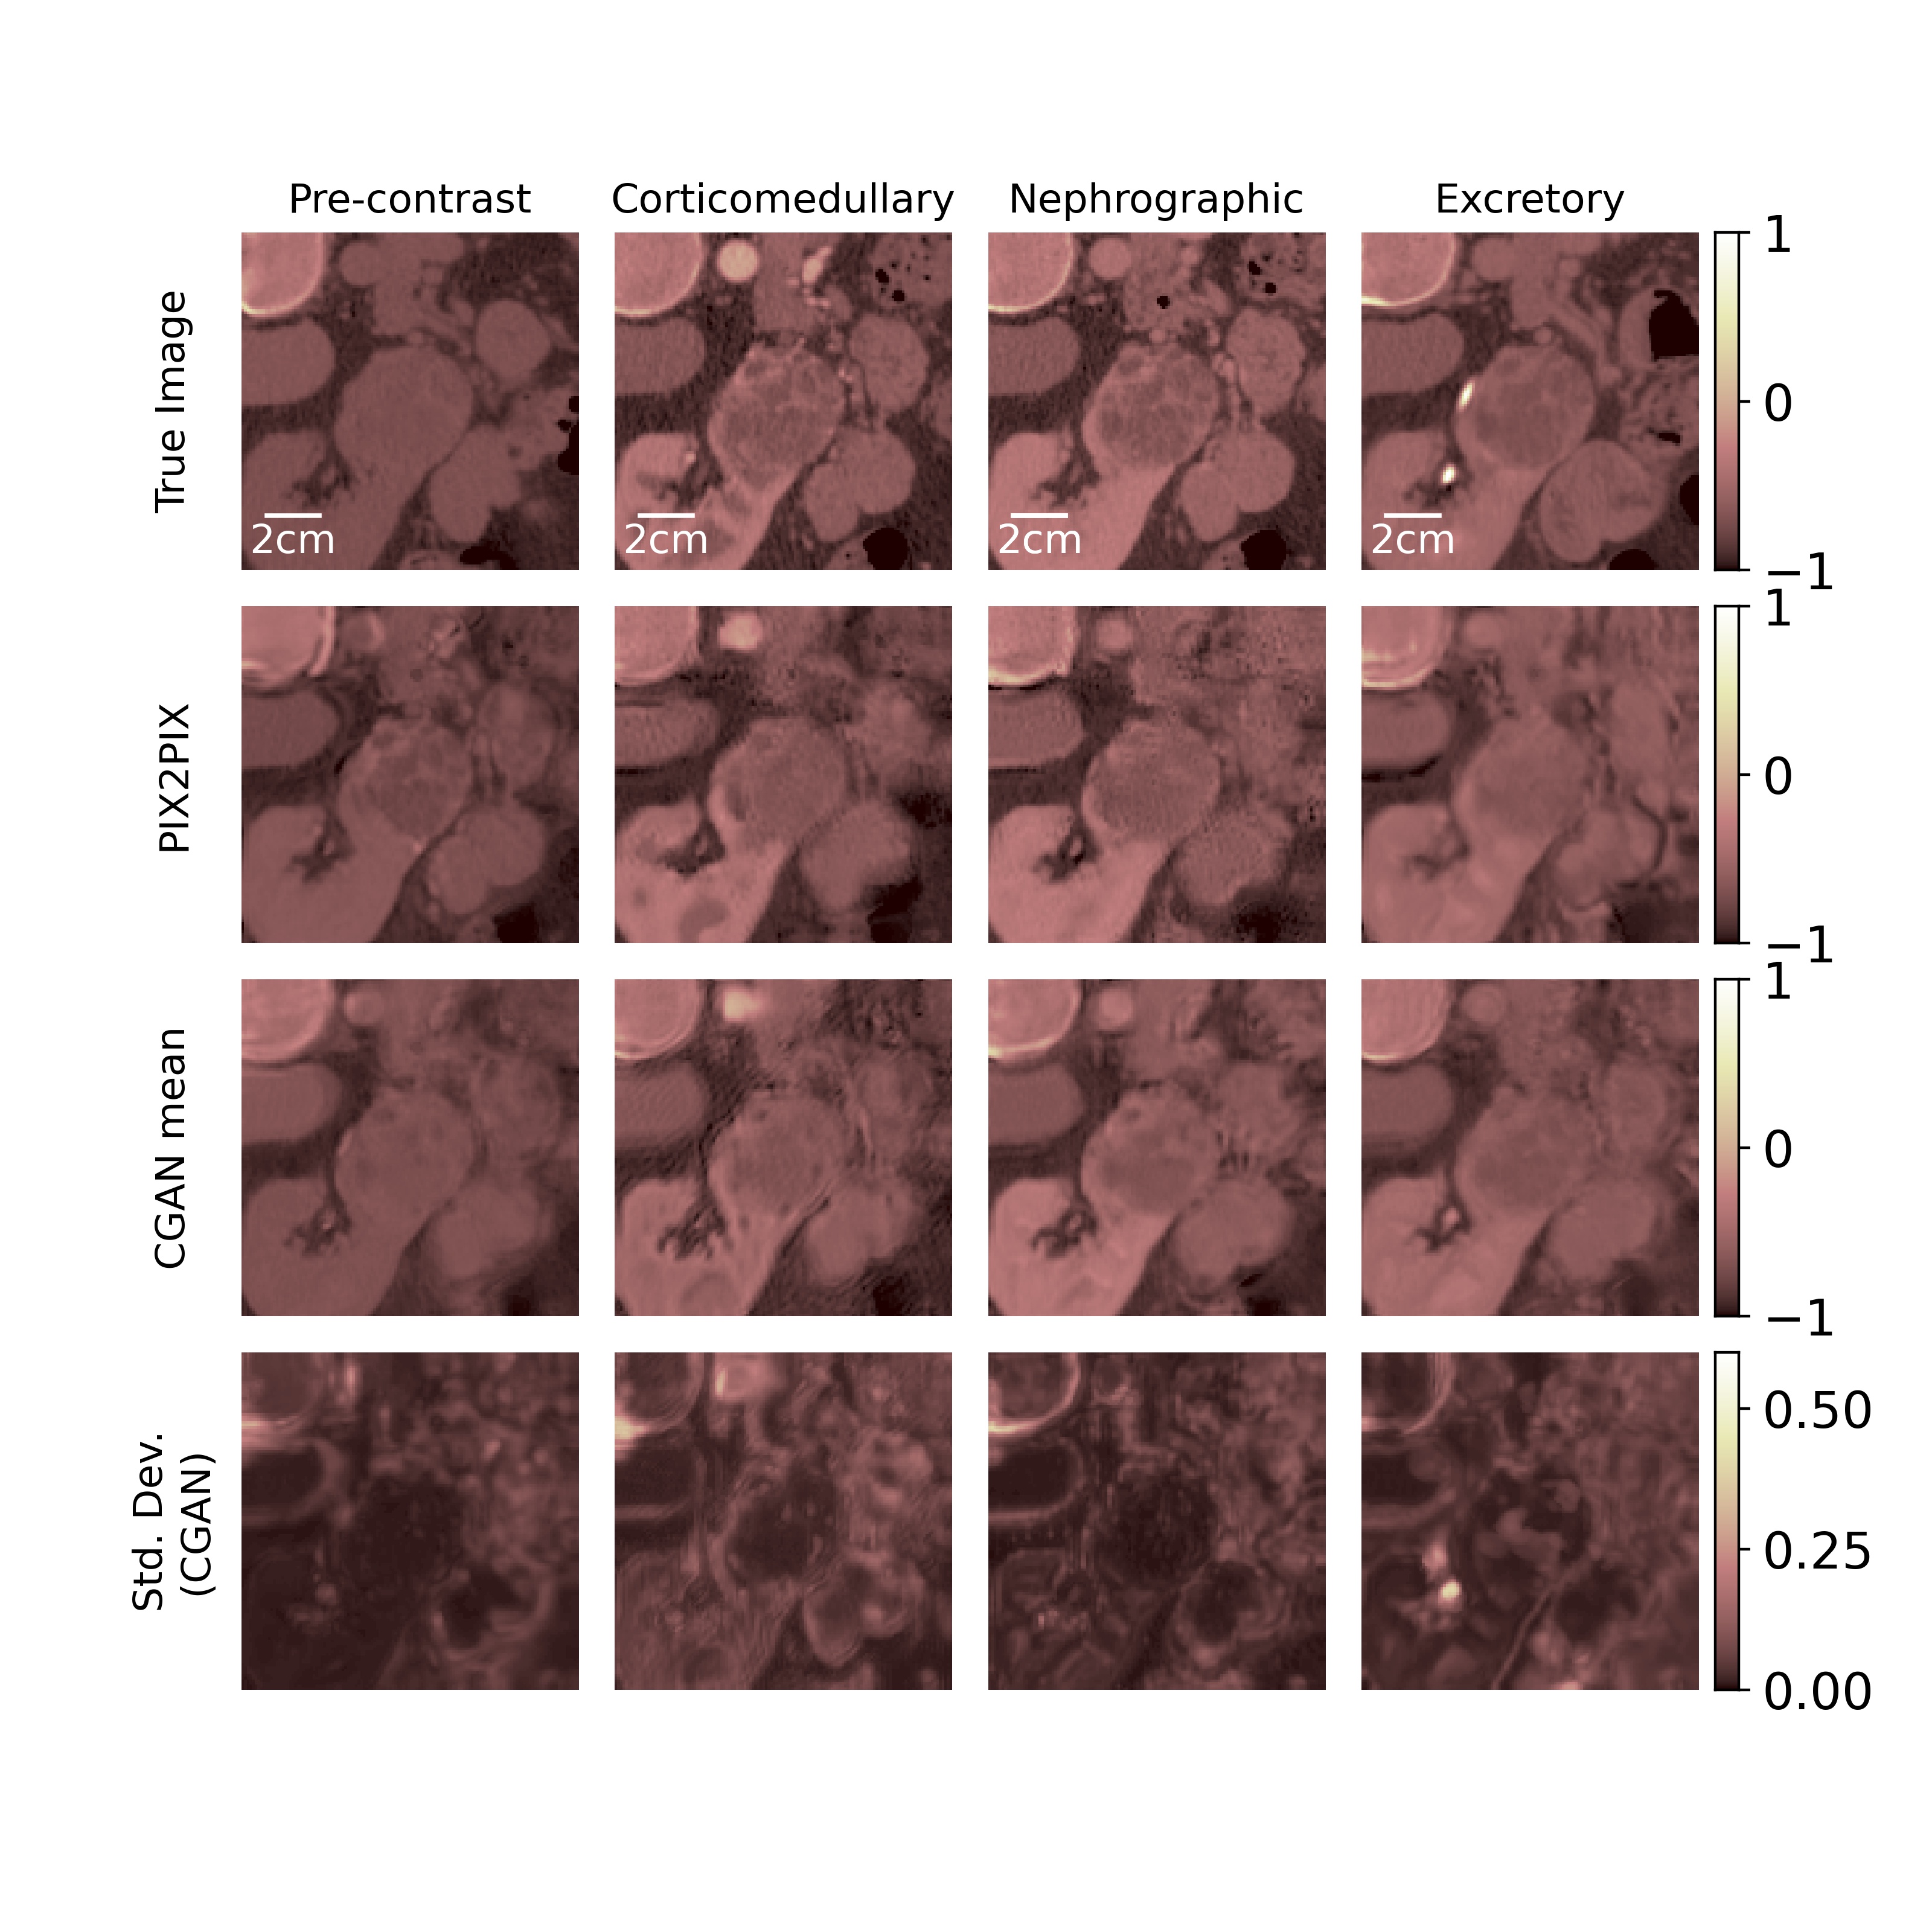 Pre-contrast
Corticomedullary
Nephrographic
Excretory
True Image
2cm
2cm
2cm
2cm
1
0
−1
PIX2PIX
1
0
−1
CGAN mean
1
0
−1
Std. Dev.
(CGAN)
0.50
0.25
0.00